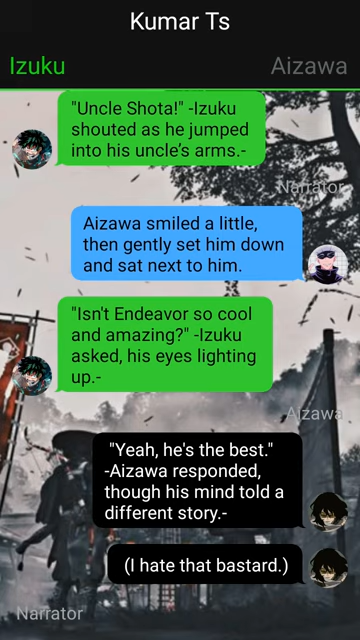 Kumar Ts
Izuku Aizawa
"Uncle Shota!" -Izuku
shouted as he jumped
into his uncle’s arms.-
Narrator
Aizawa smiled a little,
then gently set him down
and sat next to him.
"Isn't Endeavor so cool
and amazing?" -Izuku
asked, his eyes lighting
up.-
Aizawa
"Yeah, he's the best."
-Aizawa responded,
though his mind told a
different story.-
(I hate that bastard.)
Narrator